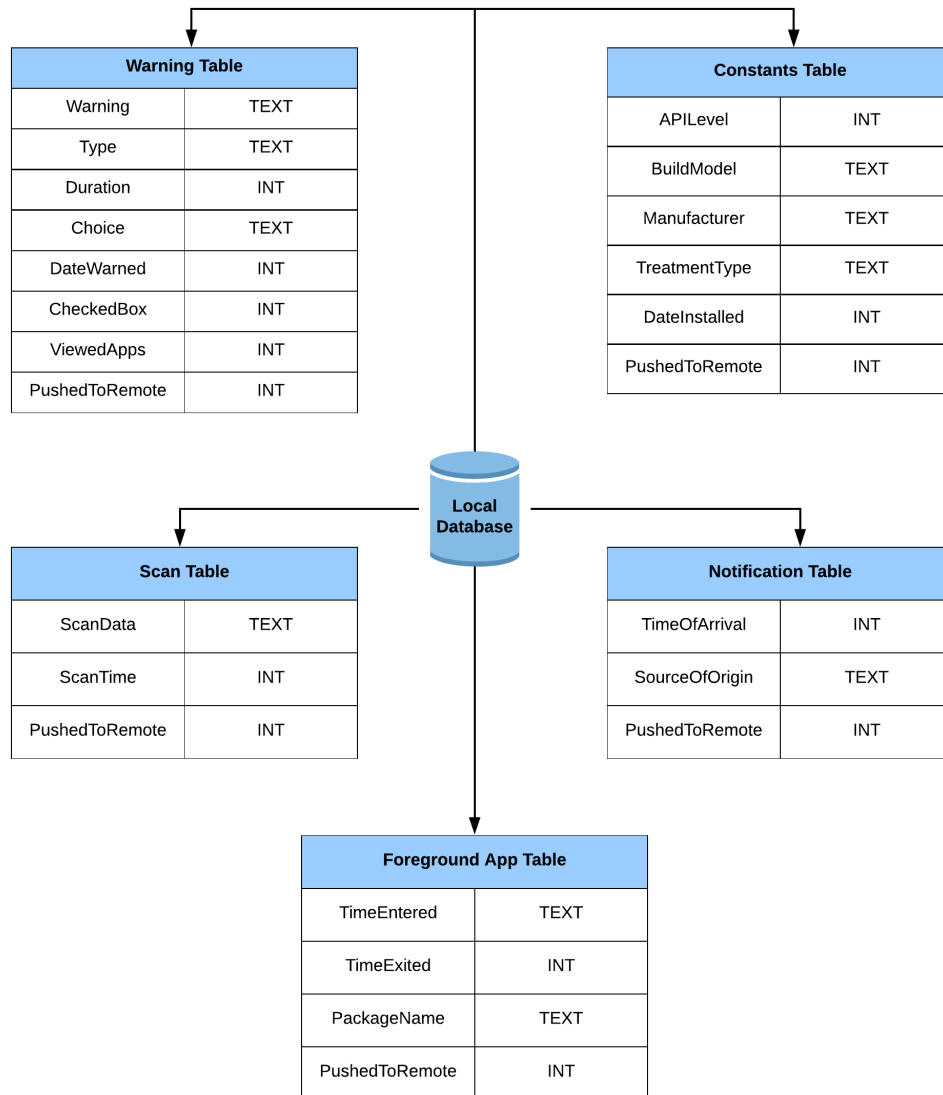 Warning Table
Warning TEXT
Type TEXT
Duration INT
Choice TEXT
DateWarned INT
CheckedBox INT
ViewedApps INT
PushedToRemote INT
Constants Table
APILevel INT
BuildModel TEXT
Manufacturer TEXT
TreatmentType TEXT
DateInstalled INT
PushedToRemote INT
Local
Database
Scan Table
ScanData TEXT
ScanTime INT
PushedToRemote INT
Notification Table
TimeOfArrival INT
SourceOfOrigin TEXT
PushedToRemote INT
Foreground App Table
TimeEntered TEXT
TimeExited INT
PackageName TEXT
PushedToRemote INT